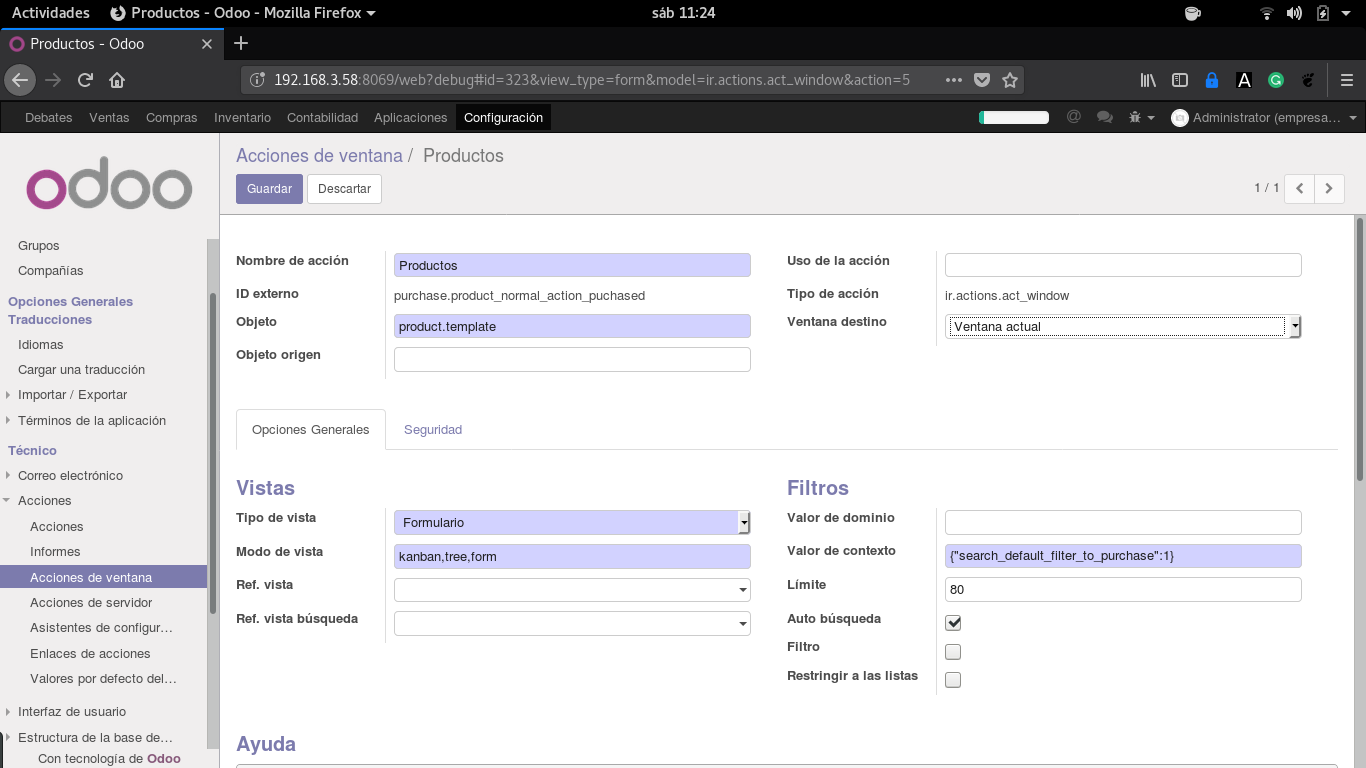 Actividades Productos - Odoo - Mozilla Firefox sáb 11:24
Productos - Odoo
192.168.3.58:8069/web?debug#id=323&view_type=form&model=ir.actions.act_window&action=5
Debates Ventas Compras Inventario Contabilidad Aplicaciones Configuración Administrator (empresa…
odoo
Grupos
Compañías
Opciones Generales
Traducciones
Idiomas
Cargar una traducción
Importar / Exportar
Términos de la aplicación
Técnico
Correo electrónico
Acciones
Acciones
Informes
Acciones de ventana
Acciones de servidor
Asistentes de configur…
Enlaces de acciones
Valores por defecto del…
Interfaz de usuario
Estructura de la base de…
Con tecnología de Odoo
Acciones de ventana / Productos
Guardar Descartar 1 / 1
Nombre de acción Productos
ID externo purchase.product_normal_action_puchased
Objeto product.template
Objeto origen
Uso de la acción
Tipo de acción ir.actions.act_window
Ventana destino Ventana actual
Opciones Generales Seguridad
Vistas
Tipo de vista Formulario
Modo de vista kanban,tree,form
Ref. vista
Ref. vista búsqueda
Filtros
Valor de dominio
Valor de contexto {"search_default_filter_to_purchase":1}
Límite 80
Auto búsqueda
Filtro
Restringir a las listas
Ayuda